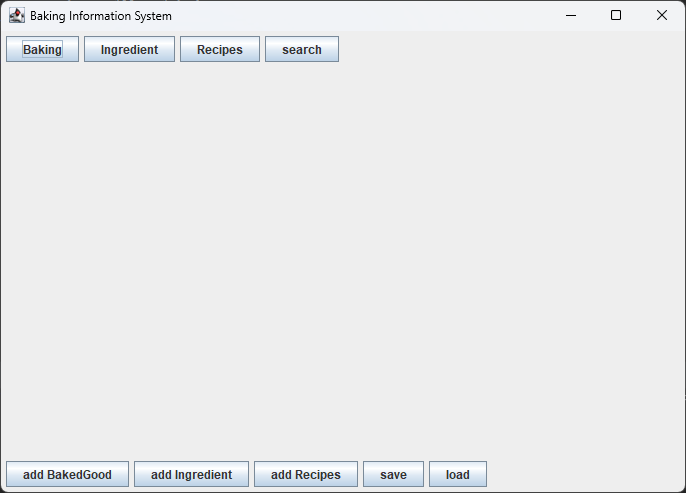 Baking Information System
Baking Ingredient Recipes search
add BakedGood add Ingredient add Recipes save load